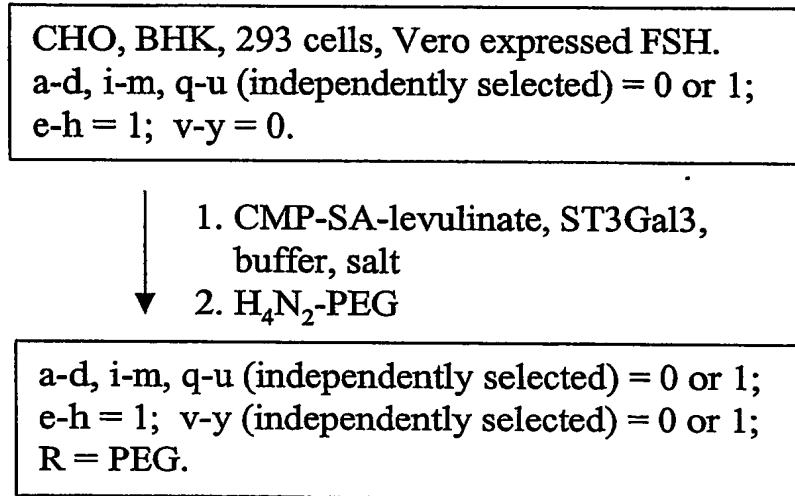 CHO, BHK, 293 cells, Vero expressed FSH.
a-d, i-m, q-u (independently selected) = 0 or 1;
e-h = 1; v-y = 0.
1. CMP-SA-levulinate, ST3Gal3,
buffer, salt
2. H₄N₂-PEG
a-d, i-m, q-u (independently selected) = 0 or 1;
e-h = 1; v-y (independently selected) = 0 or 1;
R = PEG.